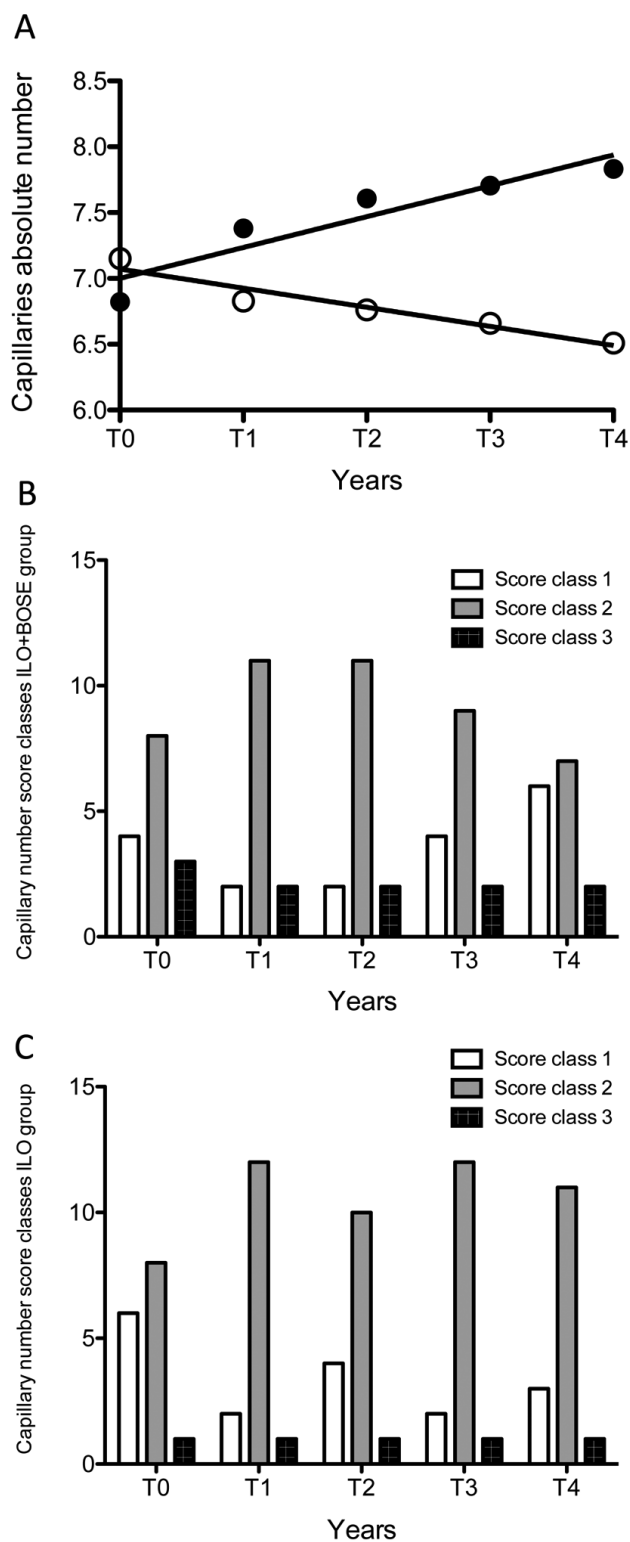 A
Capillaries absolute number
8.5
8.0
7.5
7.0
6.5
6.0
T0 T1 T2 T3 T4
Years
B
Capillary number score classes ILO+BOSE group
15
10
5
0
Score class 1
Score class 2
Score class 3
T0 T1 T2 T3 T4
Years
C
Capillary number score classes ILO group
15
10
5
0
Score class 1
Score class 2
Score class 3
T0 T1 T2 T3 T4
Years